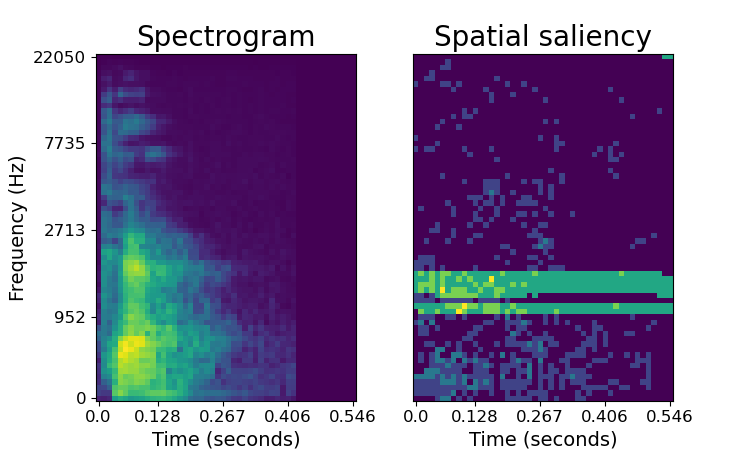 Spectrogram Spatial saliency
22050
7735
2713
952
0
Frequency (Hz)
0.0 0.128 0.267 0.406 0.546 0.0 0.128 0.267 0.406 0.546
Time (seconds) Time (seconds)